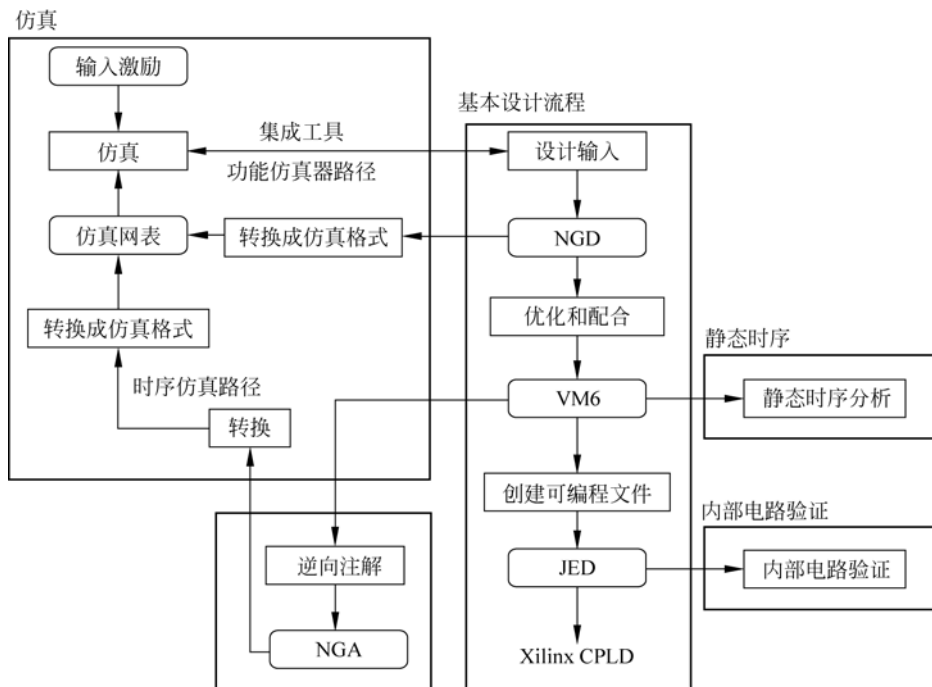 仿真
输入激励
仿真
集成工具
功能仿真器路径
仿真网表
转换成仿真格式
转换成仿真格式
时序仿真路径
转换
逆向注解
NGA
基本设计流程
设计输入
NGD
优化和配合
VM6
创建可编程文件
JED
Xilinx CPLD
静态时序
静态时序分析
内部电路验证
内部电路验证